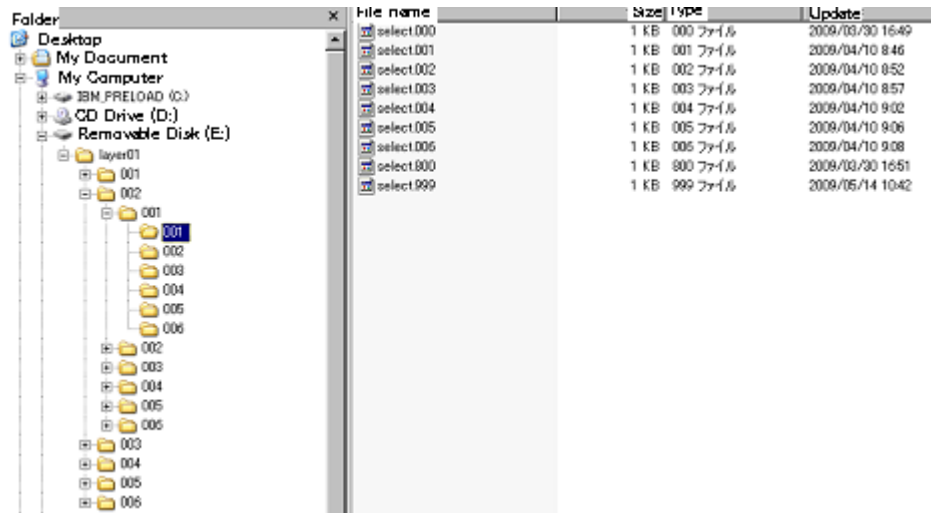 Folder ×
Desktop
My Document
My Computer
IBM_PRELOAD (C:)
CD Drive (D:)
Removable Disk (E:)
layer01
001
002
001
001
002
003
004
005
006
002
003
004
005
006
003
004
005
006
File name Size Type Update
select.000 1 KB 000 ファイル 2009/03/30 16:49
select.001 1 KB 001 ファイル 2009/04/10 8:46
select.002 1 KB 002 ファイル 2009/04/10 8:52
select.003 1 KB 003 ファイル 2009/04/10 8:57
select.004 1 KB 004 ファイル 2009/04/10 9:02
select.005 1 KB 005 ファイル 2009/04/10 9:06
select.006 1 KB 006 ファイル 2009/04/10 9:08
select.800 1 KB 800 ファイル 2009/03/30 16:51
select.999 1 KB 999 ファイル 2009/05/14 10:42